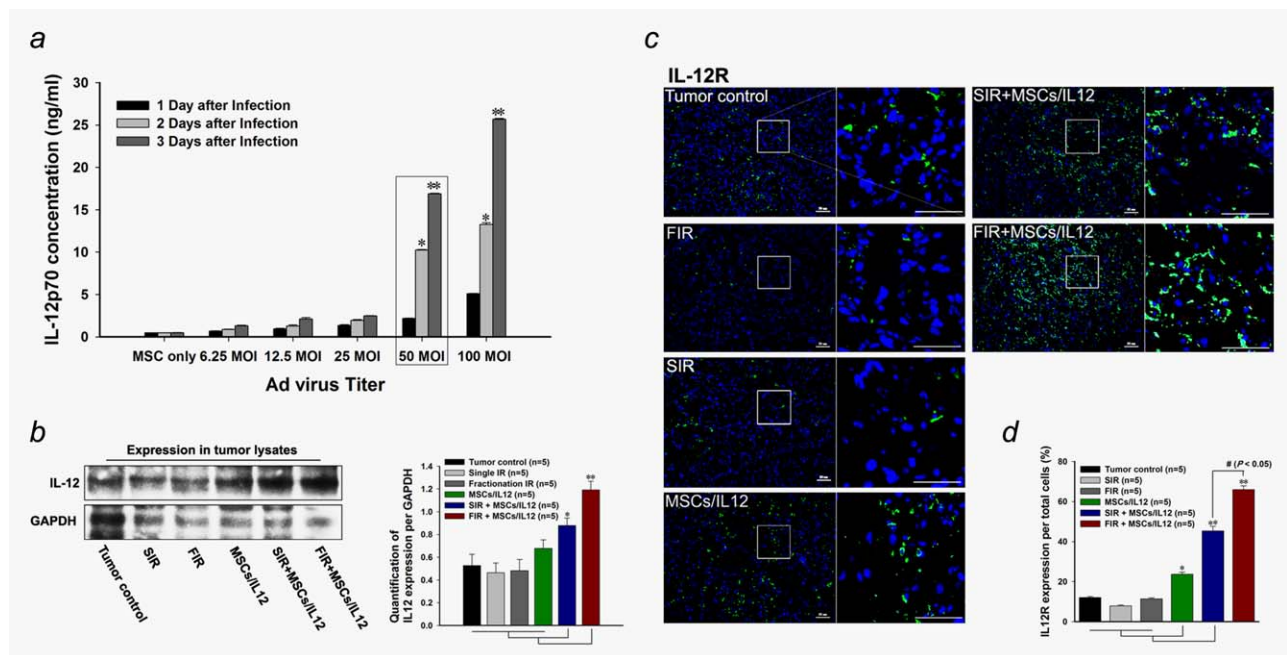 a
IL-12p70 concentration (ng/ml)
30
25
20
15
10
5
0
1 Day after Infection
2 Days after Infection
3 Days after Infection
* ** * **
MSC only 6.25 MOI 12.5 MOI 25 MOI 50 MOI 100 MOI
Ad virus Titer
b
Expression in tumor lysates
IL-12
GAPDH
Tumor control SIR FIR MSCs/IL12 SIR+MSCs/IL12 FIR+MSCs/IL12
Quantification of
IL12 expression per GAPDH
1.4
1.2
1.0
0.8
0.6
0.4
0.2
0.0
Tumor control (n=5)
Single IR (n=5)
Fractionation IR (n=5)
MSCs/IL12 (n=5)
SIR + MSCs/IL12 (n=5)
FIR + MSCs/IL12 (n=5)
* **
c
IL-12R
Tumor control
FIR
SIR
MSCs/IL12
SIR+MSCs/IL12
FIR+MSCs/IL12
d
IL12R expression per total cells (%)
80
60
40
20
0
Tumor control (n=5)
SIR (n=5)
FIR (n=5)
MSCs/IL12 (n=5)
SIR + MSCs/IL12 (n=5)
FIR + MSCs/IL12 (n=5)
# (P < 0.05)
* ** **